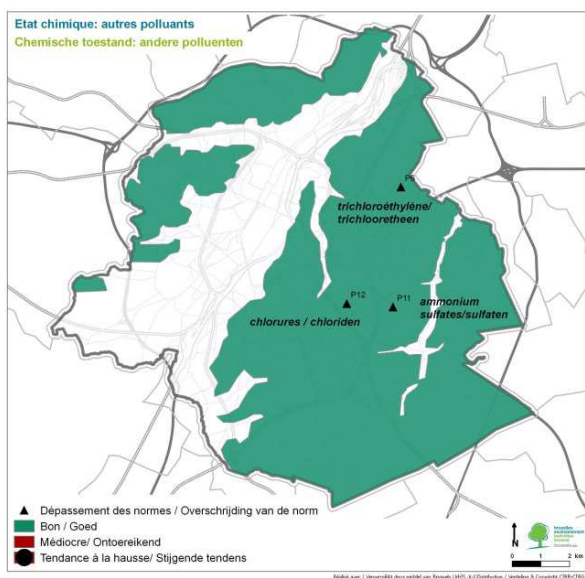 Etat chimique: autres polluants
Chemische toestand: andere polluenten
P6
trichloroéthylène/
trichlooretheen
P12
P11
ammonium
sulfates/sulfaten
chlorures / chloriden
▲ Dépassement des normes / Overschrijding van de norm
Bon / Goed
Médiocre/ Ontoereikend
Tendance à la hausse/ Stijgende tendens
N
0 1 2
km